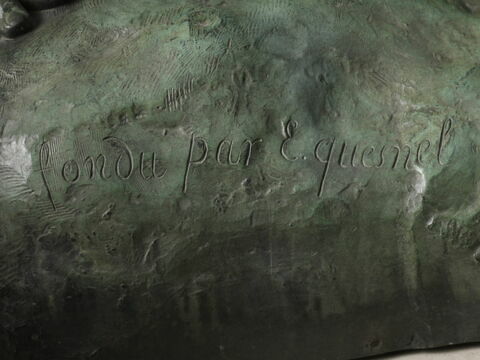 fondu par E. quesnel